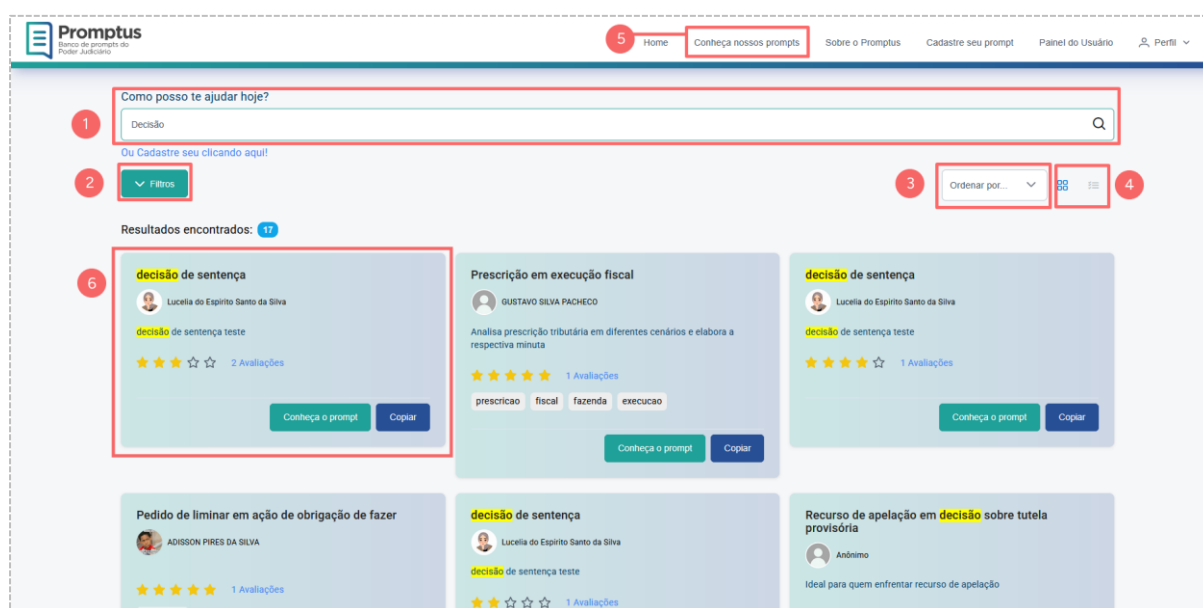 Promptus
Banco de prompts do
Poder Judiciário
5
Home
Conheça nossos prompts
Sobre o Promptus
Cadastre seu prompt
Painel do Usuário
Perfil
Como posso te ajudar hoje?
1
Decisão
Ou Cadastre seu clicando aqui!
2
Filtros
3
Ordenar por...
4
Resultados encontrados: 17
6
decisão de sentença
Lucelia do Espirito Santo da Silva
decisão de sentença teste
2 Avaliações
Conheça o prompt
Copiar
Prescrição em execução fiscal
GUSTAVO SILVA PACHECO
Analisa prescrição tributária em diferentes cenários e elabora a
respectiva minuta
1 Avaliações
prescricao
fiscal
fazenda
execucao
Conheça o prompt
Copiar
decisão de sentença
Lucelia do Espirito Santo da Silva
decisão de sentença teste
1 Avaliações
Conheça o prompt
Copiar
Pedido de liminar em ação de obrigação de fazer
ADISSON PIRES DA SILVA
1 Avaliações
decisão de sentença
Lucelia do Espirito Santo da Silva
decisão de sentença teste
1 Avaliações
Recurso de apelação em decisão sobre tutela
provisória
Anônimo
Ideal para quem enfrentar recurso de apelação